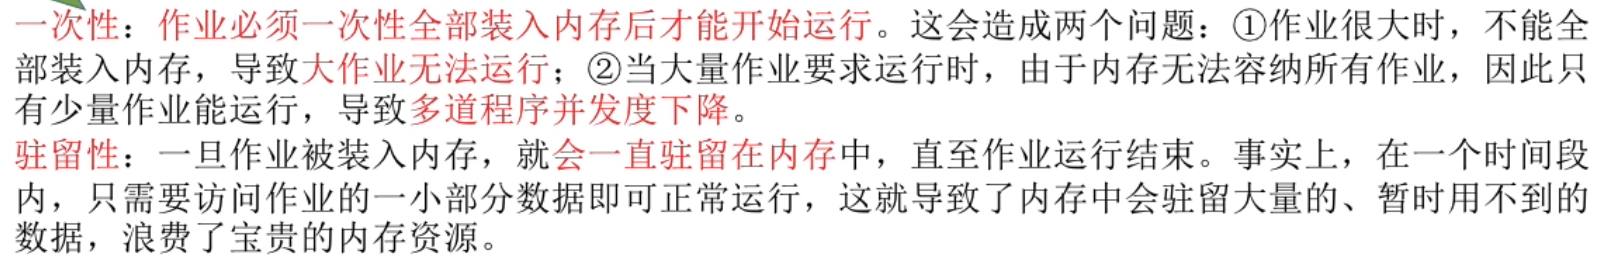 一次性：作业必须一次性全部装入内存后才能开始运行。这会造成两个问题：①作业很大时，不能全
部装入内存，导致大作业无法运行；②当大量作业要求运行时，由于内存无法容纳所有作业，因此只
有少量作业能运行，导致多道程序并发度下降。
驻留性：一旦作业被装入内存，就会一直驻留在内存中，直至作业运行结束。事实上，在一个时间段
内，只需要访问作业的一小部分数据即可正常运行，这就导致了内存中会驻留大量的、暂时用不到的
数据，浪费了宝贵的内存资源。